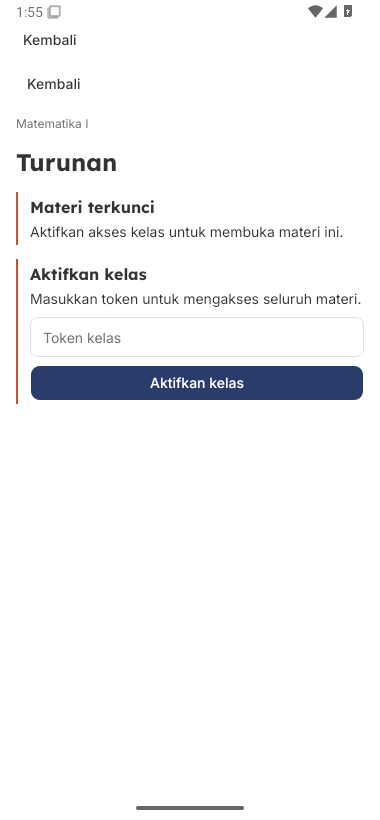 1:55
Kembali
Kembali
Matematika I
Turunan
Materi terkunci
Aktifkan akses kelas untuk membuka materi ini.
Aktifkan kelas
Masukkan token untuk mengakses seluruh materi.
Token kelas
Aktifkan kelas